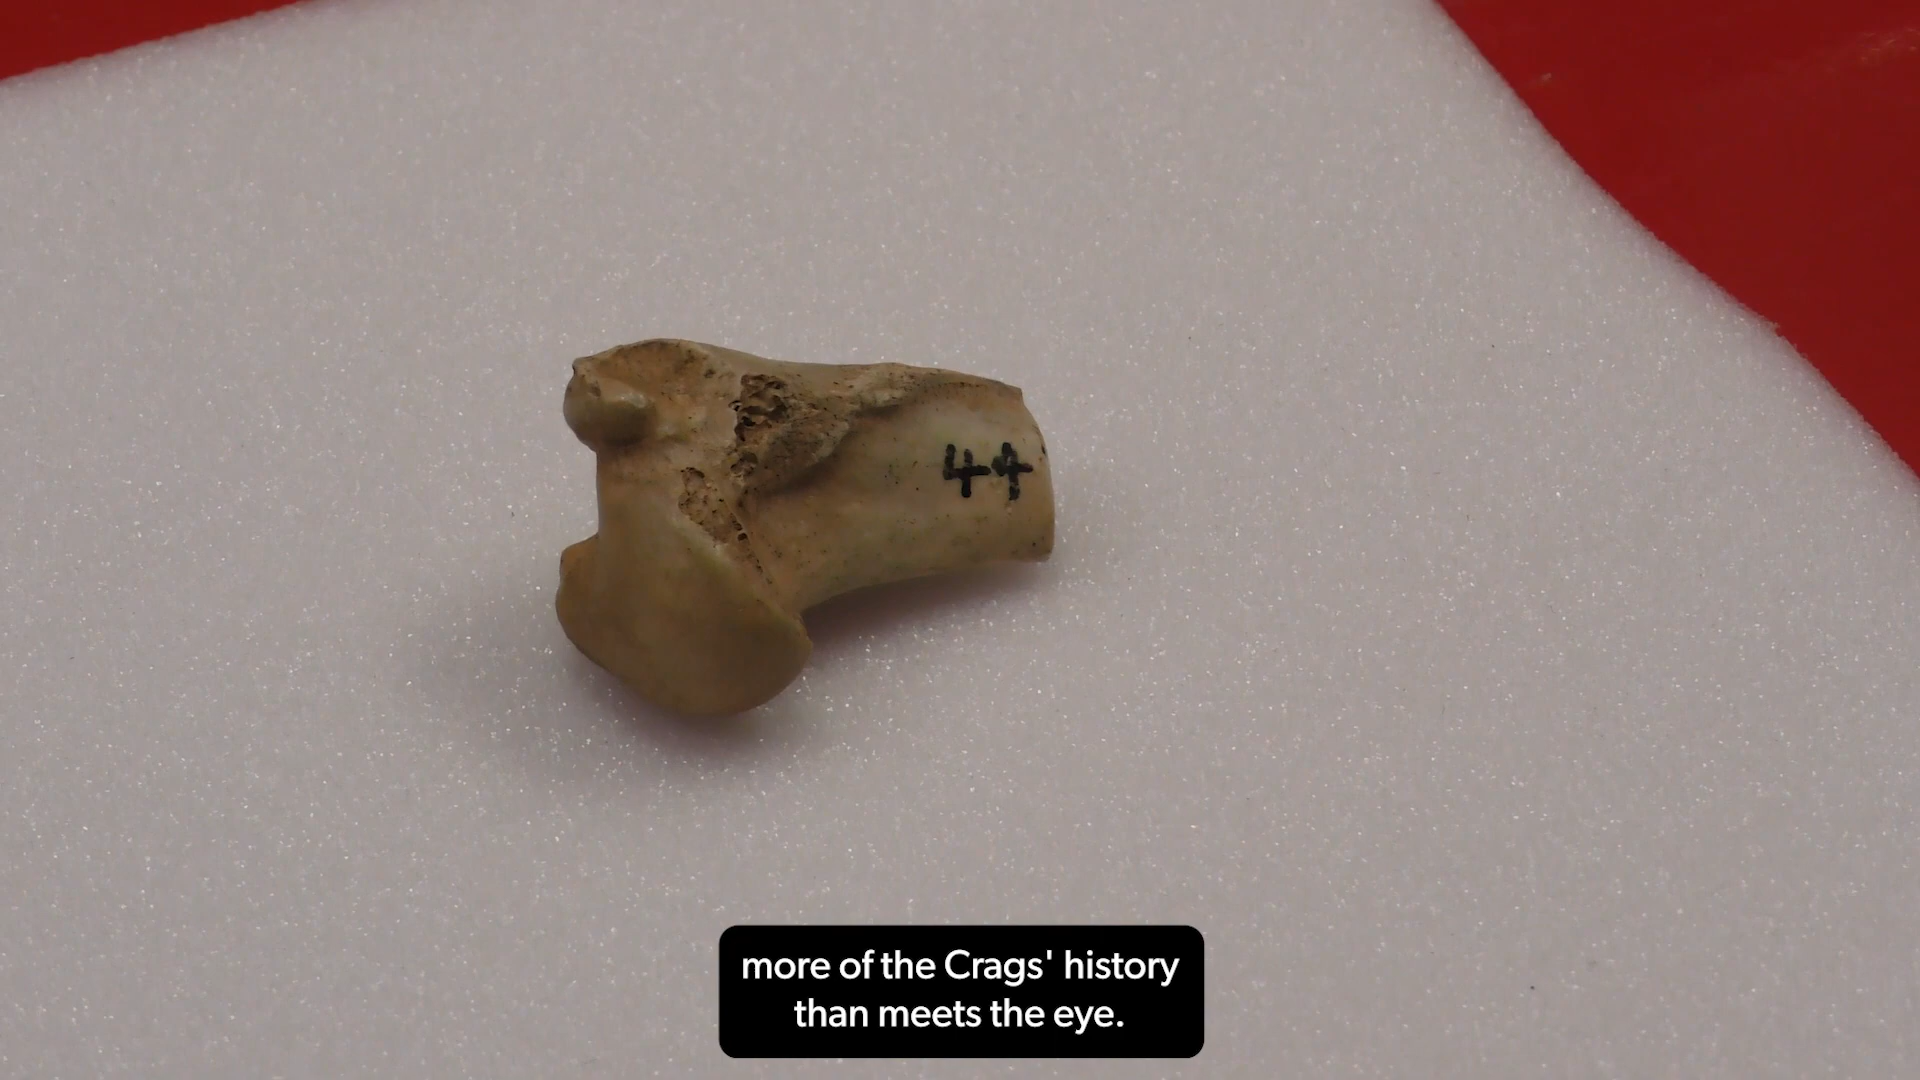 44
more of the Crags' history
than meets the eye.